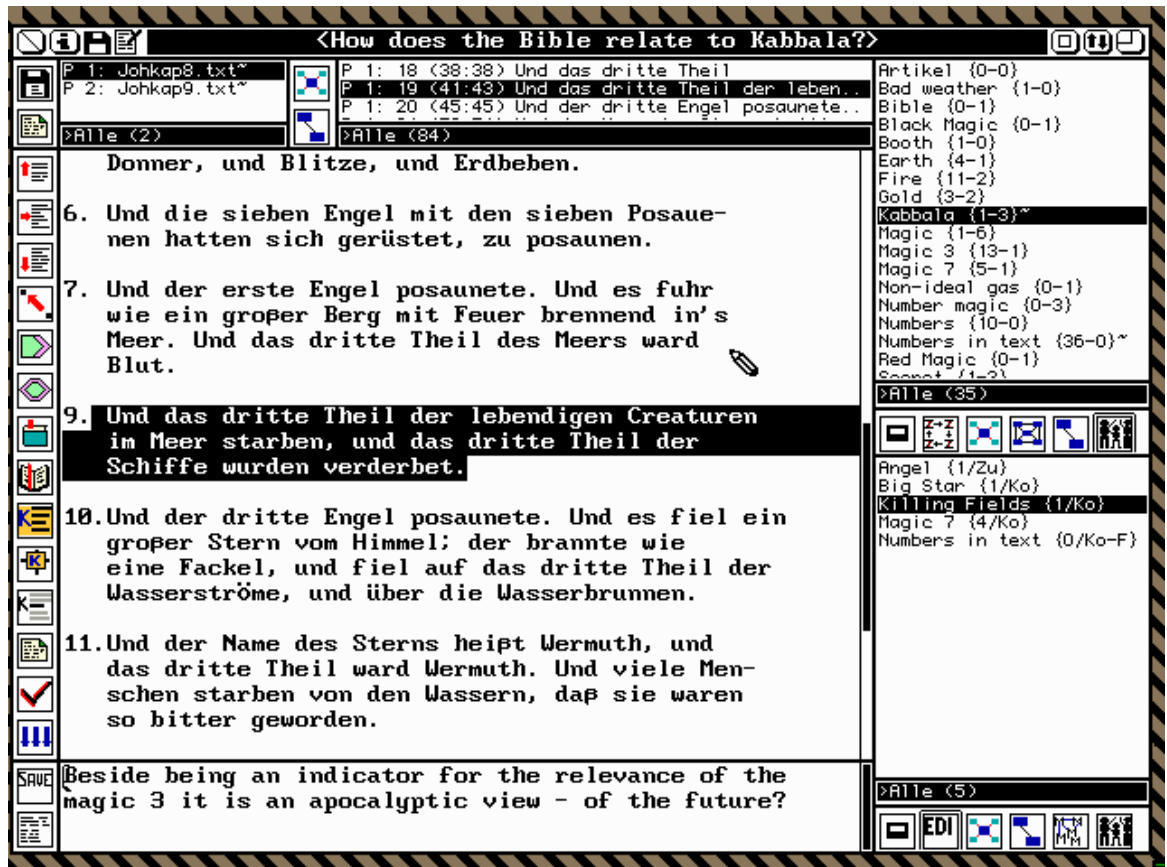 <How does the Bible relate to Kabbala?>
P 1: Johkap8.txt~
P 2: Johkap9.txt~
>Alle (2)
P 1: 18 (38:38) Und das dritte Theil
P 1: 19 (41:43) Und das dritte Theil der leben..
P 1: 20 (45:45) Und der dritte Engel posaunete..
>Alle (84)
Artikel {0-0}
Bad weather {1-0}
Bible {0-1}
Black Magic {0-1}
Booth {1-0}
Earth {4-1}
Fire {11-2}
Gold {3-2}
Kabbala {1-3}~
Magic {1-6}
Magic 3 {13-1}
Magic 7 {5-1}
Non-ideal gas {0-1}
Number magic {0-3}
Numbers {10-0}
Numbers in text {36-0}~
Red Magic {0-1}
>Alle (35)
Donner, und Blitze, und Erdbeben.
6. Und die sieben Engel mit den sieben Posaue-
nen hatten sich gerüstet, zu posaunen.
7. Und der erste Engel posaunete. Und es fuhr
wie ein großer Berg mit Feuer brennend in's
Meer. Und das dritte Theil des Meers ward
Blut.
9. Und das dritte Theil der lebendigen Creaturen
im Meer starben, und das dritte Theil der
Schiffe wurden verderbet.
10.Und der dritte Engel posaunete. Und es fiel ein
großer Stern vom Himmel; der brannte wie
eine Fackel, und fiel auf das dritte Theil der
Wasserströme, und über die Wasserbrunnen.
11.Und der Name des Sterns heißt Wermuth, und
das dritte Theil ward Wermuth. Und viele Men-
schen starben von den Wassern, daß sie waren
so bitter geworden.
Angel {1/Zu}
Big Star {1/Ko}
Killing Fields {1/Ko}
Magic 7 {4/Ko}
Numbers in text {0/Ko-F}
>Alle (5)
EDI
K
K
K
SAVE
Beside being an indicator for the relevance of the
magic 3 it is an apocalyptic view - of the future?